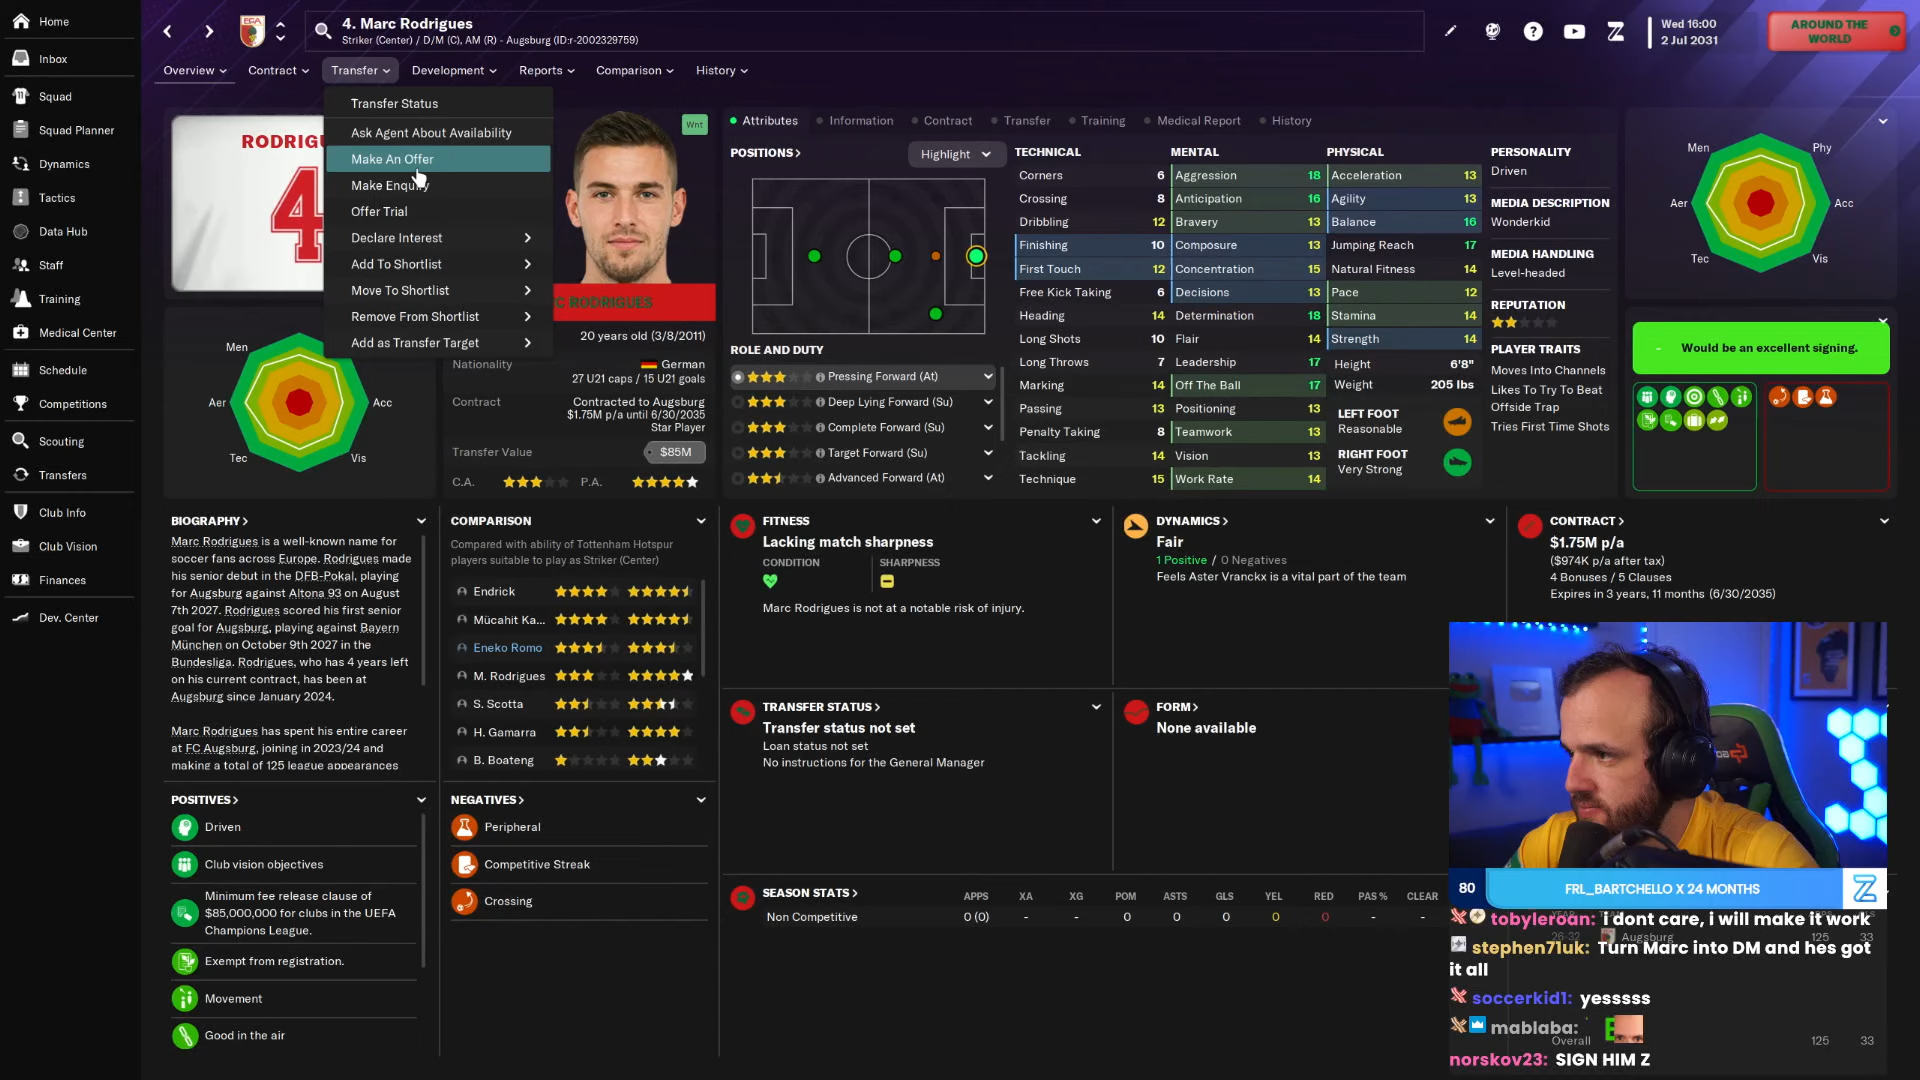 Home
Inbox
Squad
Squad Planner
Dynamics
Tactics
Data Hub
Staff
Training
Medical Center
Schedule
Competitions
Scouting
Transfers
Club Info
Club Vision
Finances
Dev. Center
4. Marc Rodrigues
Striker (Center) / D/M (C), AM (R) - Augsburg (ID:r-2002329759)
Wed 16:00
2 Jul 2031
AROUND THE
WORLD
Overview
Contract
Transfer
Development
Reports
Comparison
History
Transfer Status
Ask Agent About Availability
Make An Offer
Make Enquiry
Offer Trial
Declare Interest
Add To Shortlist
Move To Shortlist
Remove From Shortlist
Add as Transfer Target
RODRIG
4
Men
Aer
Acc
Tec
Vis
Wnt
C RODRIGUES
20 years old (3/8/2011)
Nationality
German
27 U21 caps / 15 U21 goals
Contract
Contracted to Augsburg
$1.75M p/a until 6/30/2035
Star Player
Transfer Value
$85M
C.A.
P.A.
Attributes
Information
Contract
Transfer
Training
Medical Report
History
POSITIONS
Highlight
ROLE AND DUTY
Pressing Forward (At)
Deep Lying Forward (Su)
Complete Forward (Su)
Target Forward (Su)
Advanced Forward (At)
TECHNICAL
Corners 6
Crossing 8
Dribbling 12
Finishing 10
First Touch 12
Free Kick Taking 6
Heading 14
Long Shots 10
Long Throws 7
Marking 14
Passing 13
Penalty Taking 8
Tackling 14
Technique 15
MENTAL
Aggression 18
Anticipation 16
Bravery 13
Composure 13
Concentration 15
Decisions 13
Determination 18
Flair 14
Leadership 17
Off The Ball 17
Positioning 13
Teamwork 13
Vision 13
Work Rate 14
PHYSICAL
Acceleration 13
Agility 13
Balance 16
Jumping Reach 17
Natural Fitness 14
Pace 12
Stamina 14
Strength 14
Height 6'8"
Weight 205 lbs
LEFT FOOT
Reasonable
RIGHT FOOT
Very Strong
PERSONALITY
Driven
MEDIA DESCRIPTION
Wonderkid
MEDIA HANDLING
Level-headed
REPUTATION
PLAYER TRAITS
Moves Into Channels
Likes To Try To Beat
Offside Trap
Tries First Time Shots
Men
Phy
Aer
Acc
Tec
Vis
- Would be an excellent signing.
BIOGRAPHY
Marc Rodrigues is a well-known name for
soccer fans across Europe. Rodrigues made
his senior debut in the DFB-Pokal, playing
for Augsburg against Altona 93 on August
7th 2027. Rodrigues scored his first senior
goal for Augsburg, playing against Bayern
München on October 9th 2027 in the
Bundesliga. Rodrigues, who has 4 years left
on his current contract, has been at
Augsburg since January 2024.
Marc Rodrigues has spent his entire career
at FC Augsburg, joining in 2023/24 and
making a total of 125 league appearances
COMPARISON
Compared with ability of Tottenham Hotspur
players suitable to play as Striker (Center)
Endrick
Mücahit Ka...
Eneko Romo
M. Rodrigues
S. Scotta
H. Gamarra
B. Boateng
POSITIVES
Driven
Club vision objectives
Minimum fee release clause of
$85,000,000 for clubs in the UEFA
Champions League.
Exempt from registration.
Movement
Good in the air
NEGATIVES
Peripheral
Competitive Streak
Crossing
FITNESS
Lacking match sharpness
CONDITION
SHARPNESS
Marc Rodrigues is not at a notable risk of injury.
DYNAMICS
Fair
1 Positive / 0 Negatives
Feels Aster Vranckx is a vital part of the team
CONTRACT
$1.75M p/a
($974K p/a after tax)
4 Bonuses / 5 Clauses
Expires in 3 years, 11 months (6/30/2035)
TRANSFER STATUS
Transfer status not set
Loan status not set
No instructions for the General Manager
FORM
None available
SEASON STATS APPS XA XG POM ASTS GLS YEL RED PAS % CLEAR
Non Competitive 0 (0) - - 0 0 0 0 0 - -
80
FRL_BARTCHELLO X 24 MONTHS
Z
tobyleroan: i dont care, i will make it work
26-32 Augsburg 125 33
stephen71uk: Turn Marc into DM and hes got
it all
soccerkid1: yesssss
mablaba:
Overall 125 33
norskov23: SIGN HIM Z